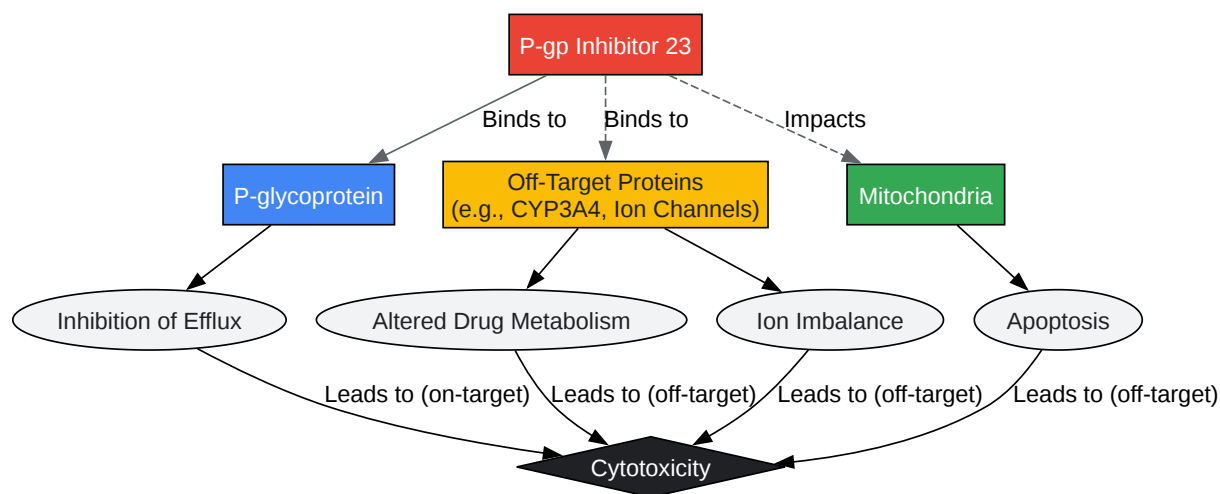 P-gp Inhibitor 23
Binds to
Binds to
Impacts
P-glycoprotein
Off-Target Proteins
(e.g., CYP3A4, Ion Channels)
Mitochondria
Inhibition of Efflux
Altered Drug Metabolism
Ion Imbalance
Apoptosis
Leads to (on-target)
Leads to (off-target)
Leads to (off-target)
Leads to (off-target)
Cytotoxicity